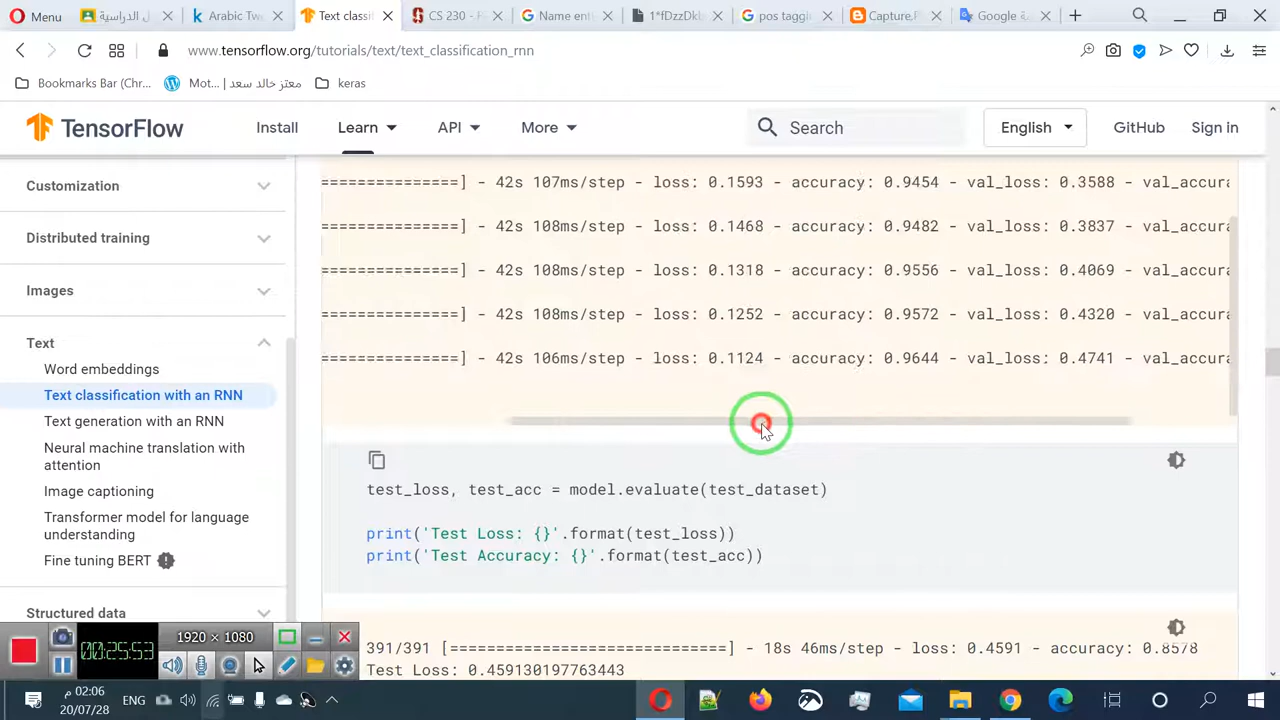 Menu
ل الدراسية
Arabic Tw
Text classif
CS 230 - R
Name ent
1*fDzzDkb
pos taggi
Capture.P
Google ة
www.tensorflow.org/tutorials/text/text_classification_rnn
Bookmarks Bar (Chr...
Mot... | معتز خالد سعد
keras
TensorFlow
Install
Learn
API
More
Search
English
GitHub
Sign in
Customization
Distributed training
Images
Text
Word embeddings
Text classification with an RNN
Text generation with an RNN
Neural machine translation with
attention
Image captioning
Transformer model for language
understanding
Fine tuning BERT
Structured data
===============] - 42s 107ms/step - loss: 0.1593 - accuracy: 0.9454 - val_loss: 0.3588 - val_accura
===============] - 42s 108ms/step - loss: 0.1468 - accuracy: 0.9482 - val_loss: 0.3837 - val_accura
===============] - 42s 108ms/step - loss: 0.1318 - accuracy: 0.9556 - val_loss: 0.4069 - val_accura
===============] - 42s 108ms/step - loss: 0.1252 - accuracy: 0.9572 - val_loss: 0.4320 - val_accura
===============] - 42s 106ms/step - loss: 0.1124 - accuracy: 0.9644 - val_loss: 0.4741 - val_accura
test_loss, test_acc = model.evaluate(test_dataset)
print('Test Loss: {}'.format(test_loss))
print('Test Accuracy: {}'.format(test_acc))
391/391 [==============================] - 18s 46ms/step - loss: 0.4591 - accuracy: 0.8578
Test Loss: 0.459130197763443
1920 × 1080
00:25:53
02:06 م
20/07/28
ENG